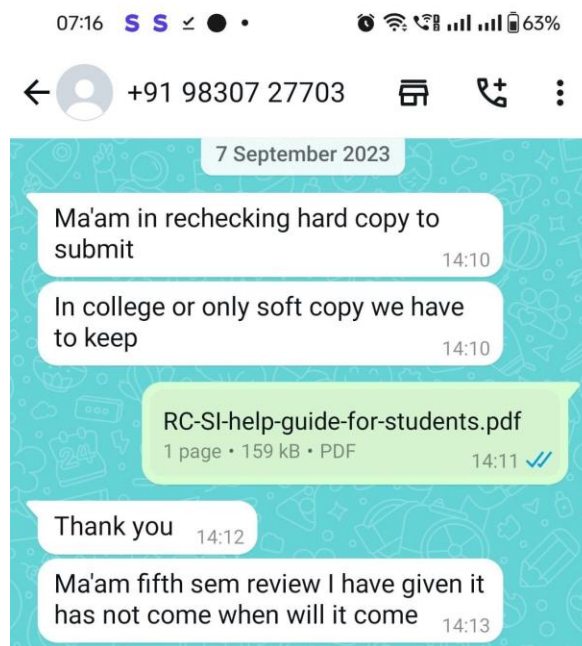 07:16 S S 63%
+91 98307 27703
7 September 2023
Ma'am in rechecking hard copy to
submit
14:10
In college or only soft copy we have
to keep
14:10
RC-SI-help-guide-for-students.pdf
1 page • 159 kB • PDF
14:11
Thank you 14:12
Ma'am fifth sem review I have given it
has not come when will it come 14:13